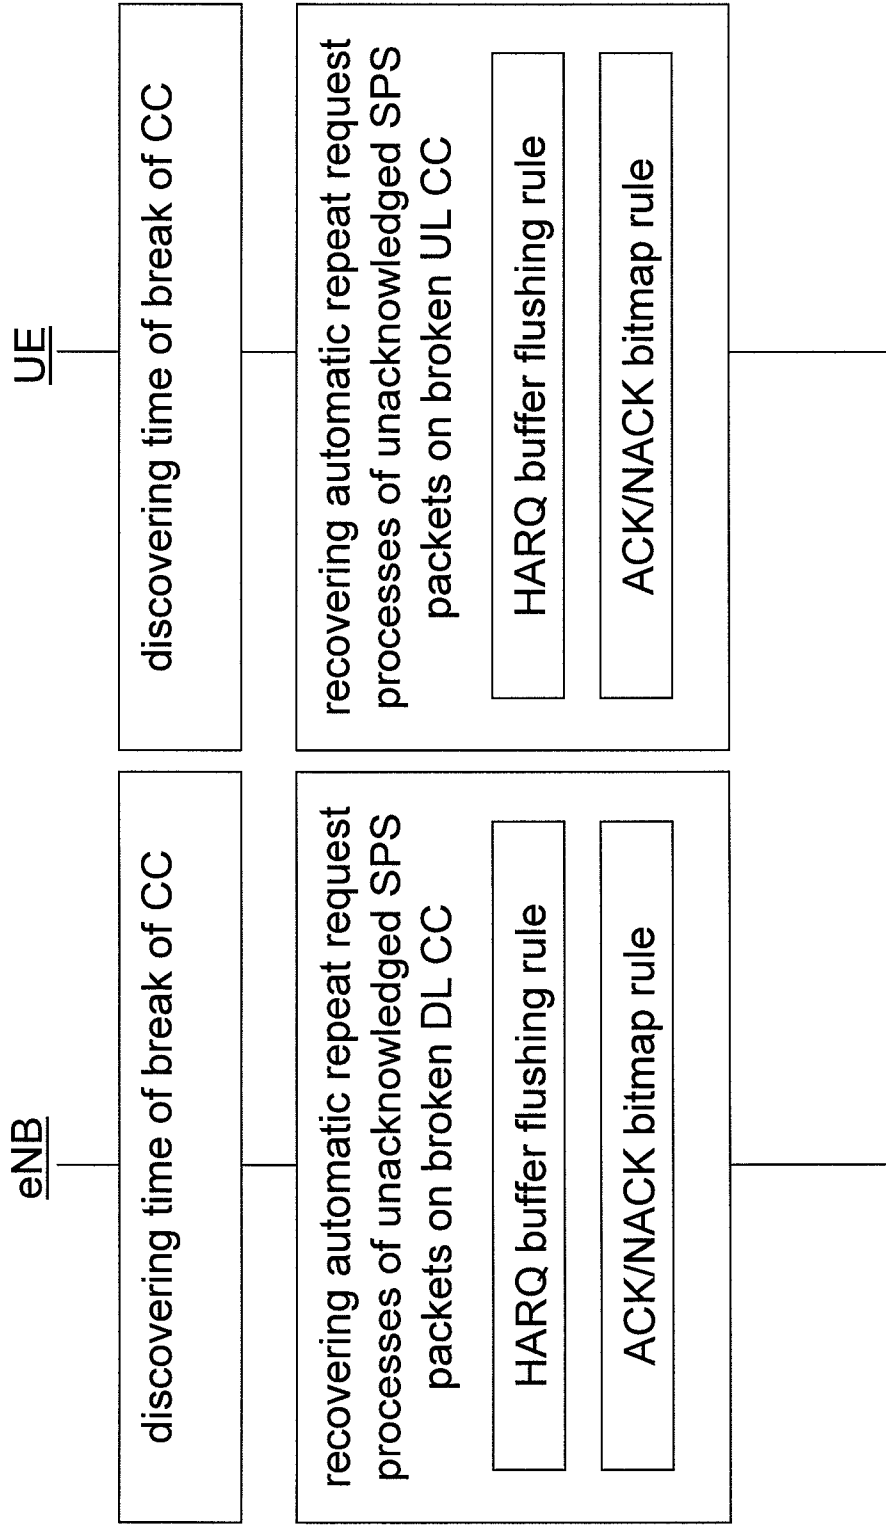 eNB
discovering time of break of CC
recovering automatic repeat request
processes of unacknowledged SPS
packets on broken DL CC
HARQ buffer flushing rule
ACK/NACK bitmap rule
UE
discovering time of break of CC
recovering automatic repeat request
processes of unacknowledged SPS
packets on broken UL CC
HARQ buffer flushing rule
ACK/NACK bitmap rule